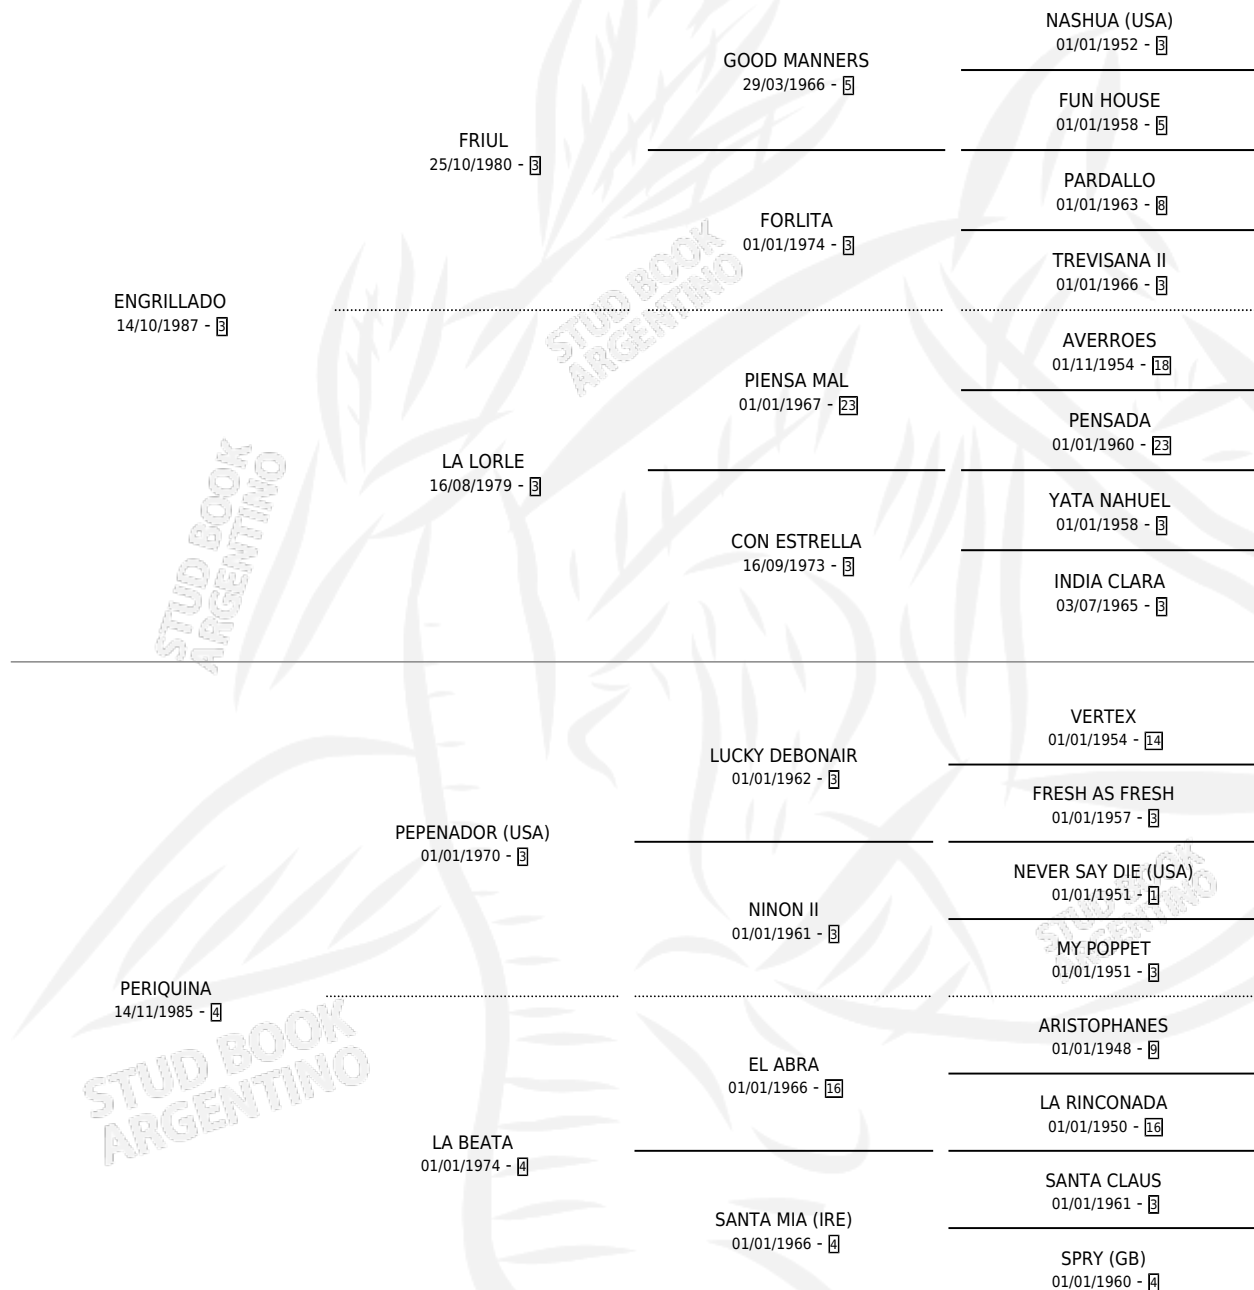 NASHUA (USA)
01/01/1952 - 3
GOOD MANNERS
29/03/1966 - 5
FUN HOUSE
01/01/1958 - 5
FRIUL
25/10/1980 - 3
PARDALLO
01/01/1963 - 8
FORLITA
01/01/1974 - 3
TREVISANA II
01/01/1966 - 3
ENGRILLADO
14/10/1987 - 3
STUD BOOK
ARGENTINO
AVERROES
01/11/1954 - 18
PIENSA MAL
01/01/1967 - 23
PENSADA
01/01/1960 - 23
LA LORLE
16/08/1979 - 3
YATA NAHUEL
01/01/1958 - 3
CON ESTRELLA
16/09/1973 - 3
INDIA CLARA
03/07/1965 - 3
STUD BOOK
ARGENTINO
VERTEX
01/01/1954 - 14
LUCKY DEBONAIR
01/01/1962 - 3
FRESH AS FRESH
01/01/1957 - 3
PEPENADOR (USA)
01/01/1970 - 3
NEVER SAY DIE (USA)
01/01/1951 - 1
STUD BOOK
ARGENTINO
NINON II
01/01/1961 - 3
MY POPPET
01/01/1951 - 3
PERIQUINA
14/11/1985 - 4
STUD BOOK
ARGENTINO
ARISTOPHANES
01/01/1948 - 9
EL ABRA
01/01/1966 - 16
LA RINCONADA
01/01/1950 - 16
LA BEATA
01/01/1974 - 4
SANTA CLAUS
01/01/1961 - 3
SANTA MIA (IRE)
01/01/1966 - 4
SPRY (GB)
01/01/1960 - 4